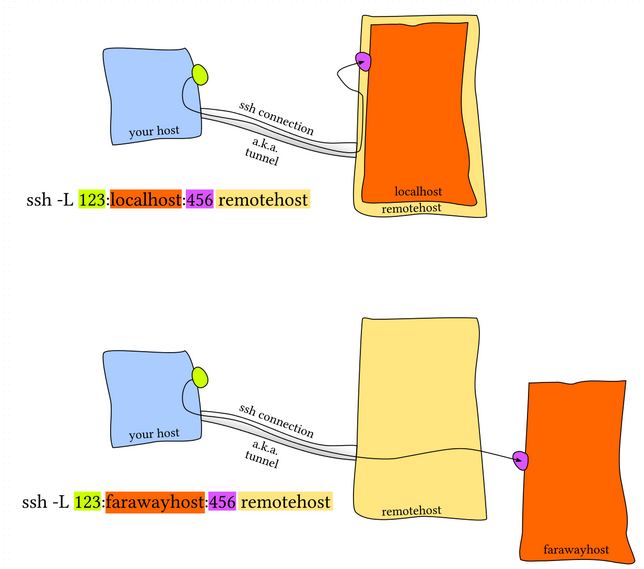 your host
ssh connection
a.k.a.
tunnel
localhost
remotehost
ssh -L 123:localhost:456 remotehost
your host
ssh connection
a.k.a.
tunnel
remotehost
ssh -L 123:farawayhost:456 remotehost
farawayhost